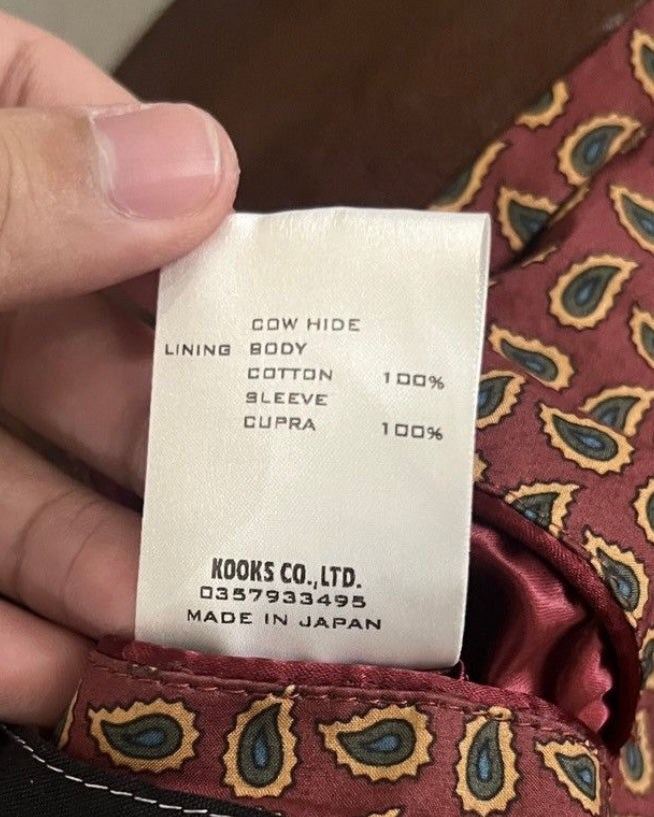 COW HIDE
LINING BODY
COTTON 100%
SLEEVE
CUPRA 100%
KOOKS CO.,LTD.
0357933495
MADE IN JAPAN